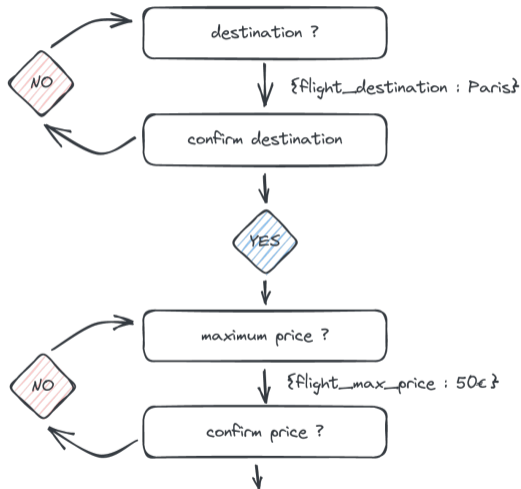 destination ?
NO
{flight_destination : Paris}
confirm destination
YES
maximum price ?
NO
{flight_max_price : 50€}
confirm price ?